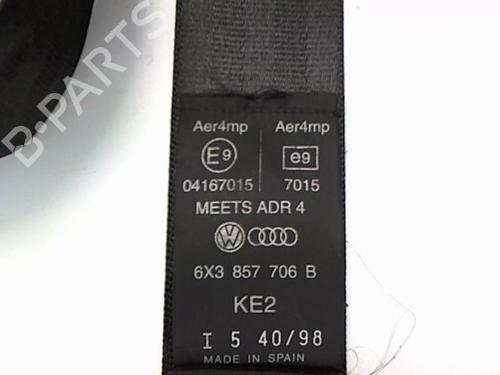 Aer4mp Aer4mp
E9 e9
04167015 7015
MEETS ADR 4
6X3 857 706 B
KE2
I 5 40/98
MADE IN SPAIN